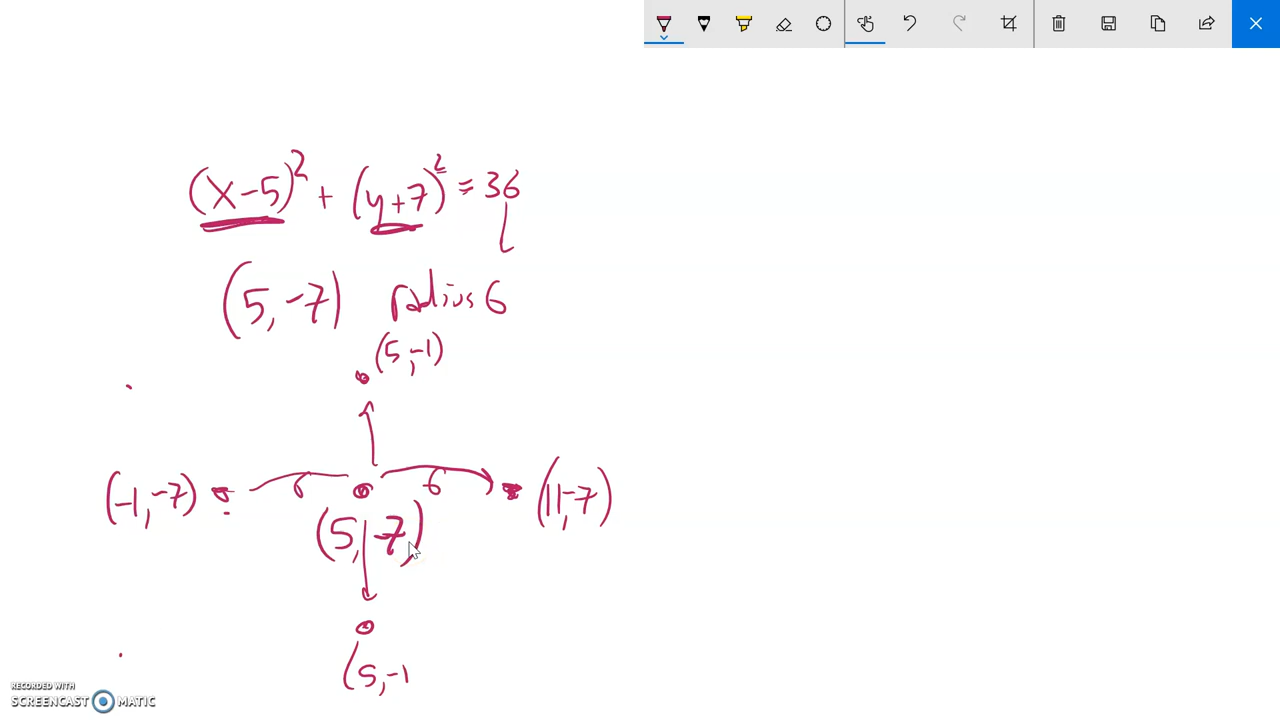 (x-5)² + (y+7)² = 36
(5, -7) radius 6
(5, -1)
(-1, -7) 6 6 (11, -7)
(5, -7)
(5, -1
RECORDED WITH
SCREENCAST MATIC